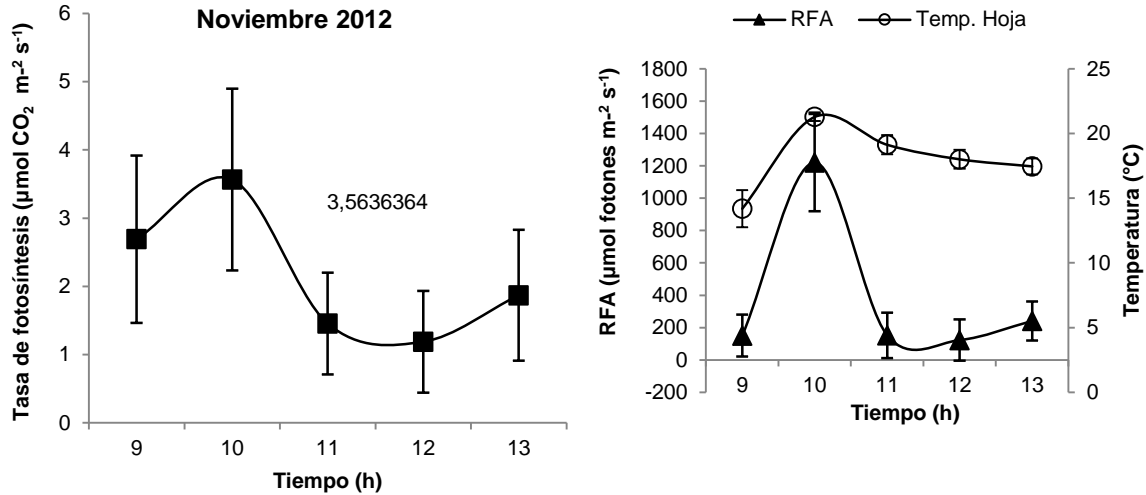 Noviembre 2012
Tasa de fotosíntesis (µmol CO₂ m-² s-¹)
6
5
4
3
2
1
0
3,5636364
9 10 11 12 13
Tiempo (h)
RFA Temp. Hoja
RFA (µmol fotones m-² s-¹)
1800
1600
1400
1200
1000
800
600
400
200
0
-200
25
20
15
10
5
0
Temperatura (°C)
9 10 11 12 13
Tiempo (h)